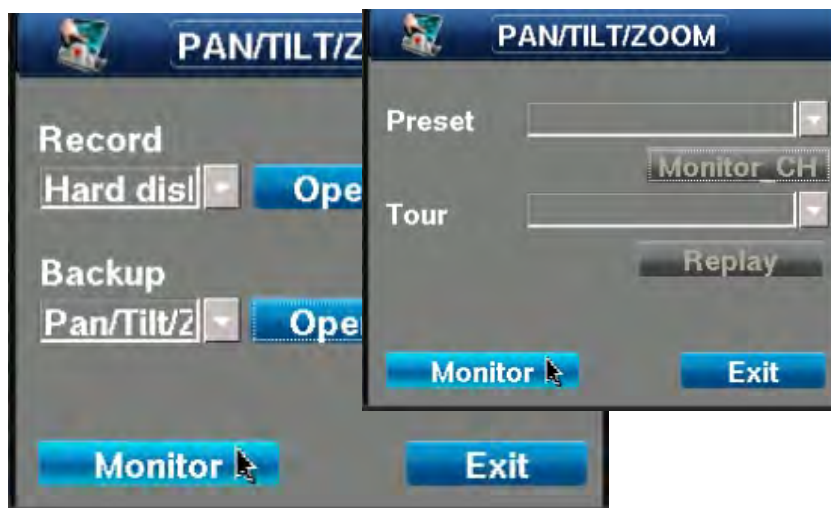 PAN/TILT/Z
Record
Hard disl
Ope
Backup
Pan/Tilt/Z
Ope
Monitor
Exit
PAN/TILT/ZOOM
Preset
Monitor_CH
Tour
Replay
Monitor
Exit